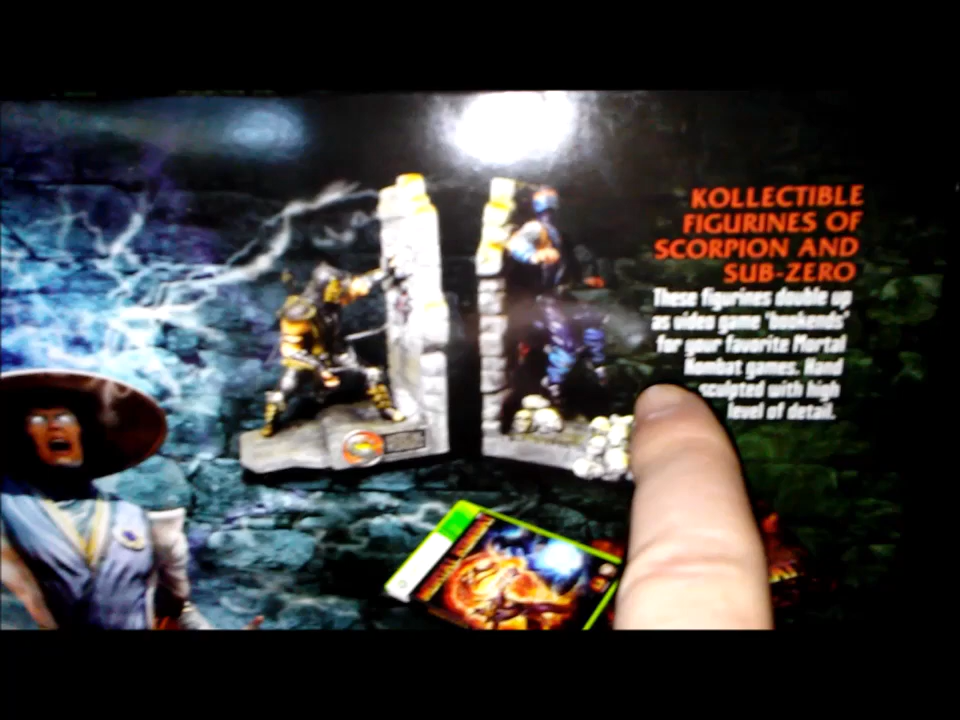 KOLLECTIBLE
FIGURINES OF
SCORPION AND
SUB-ZERO
These figurines double up
as video game 'bookends'
for your favorite Mortal
Kombat games. Hand
sculpted with high
level of detail.